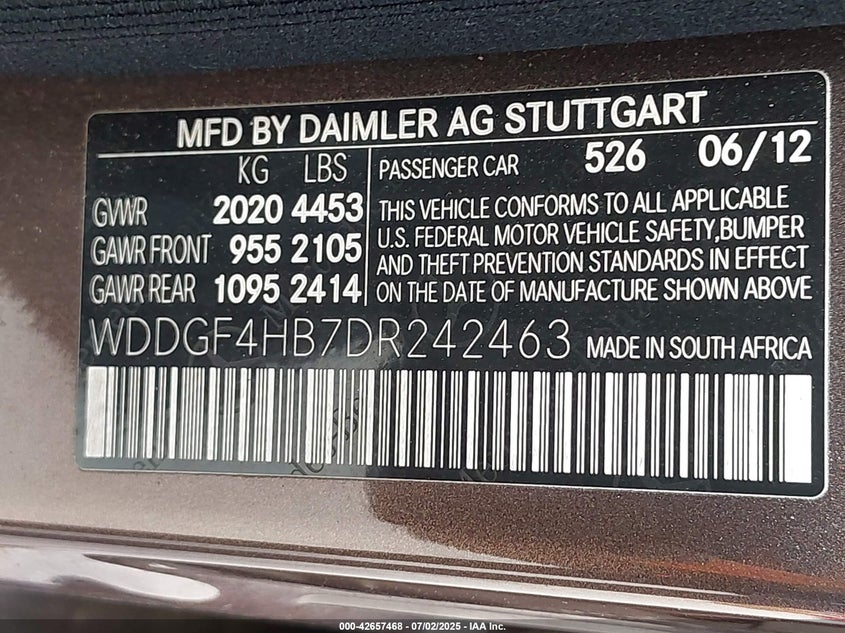 MFD BY DAIMLER AG STUTTGART
KG LBS
GVWR 2020 4453
GAWR FRONT 955 2105
GAWR REAR 1095 2414
PASSENGER CAR 526 06/12
THIS VEHICLE CONFORMS TO ALL APPLICABLE
U.S. FEDERAL MOTOR VEHICLE SAFETY,BUMPER
AND THEFT PREVENTION STANDARDS IN EFFECT
ON THE DATE OF MANUFACTURE SHOWN ABOVE
WDDGF4HB7DR242463 MADE IN SOUTH AFRICA
000-42657468 - 07/02/2025 - IAA Inc.